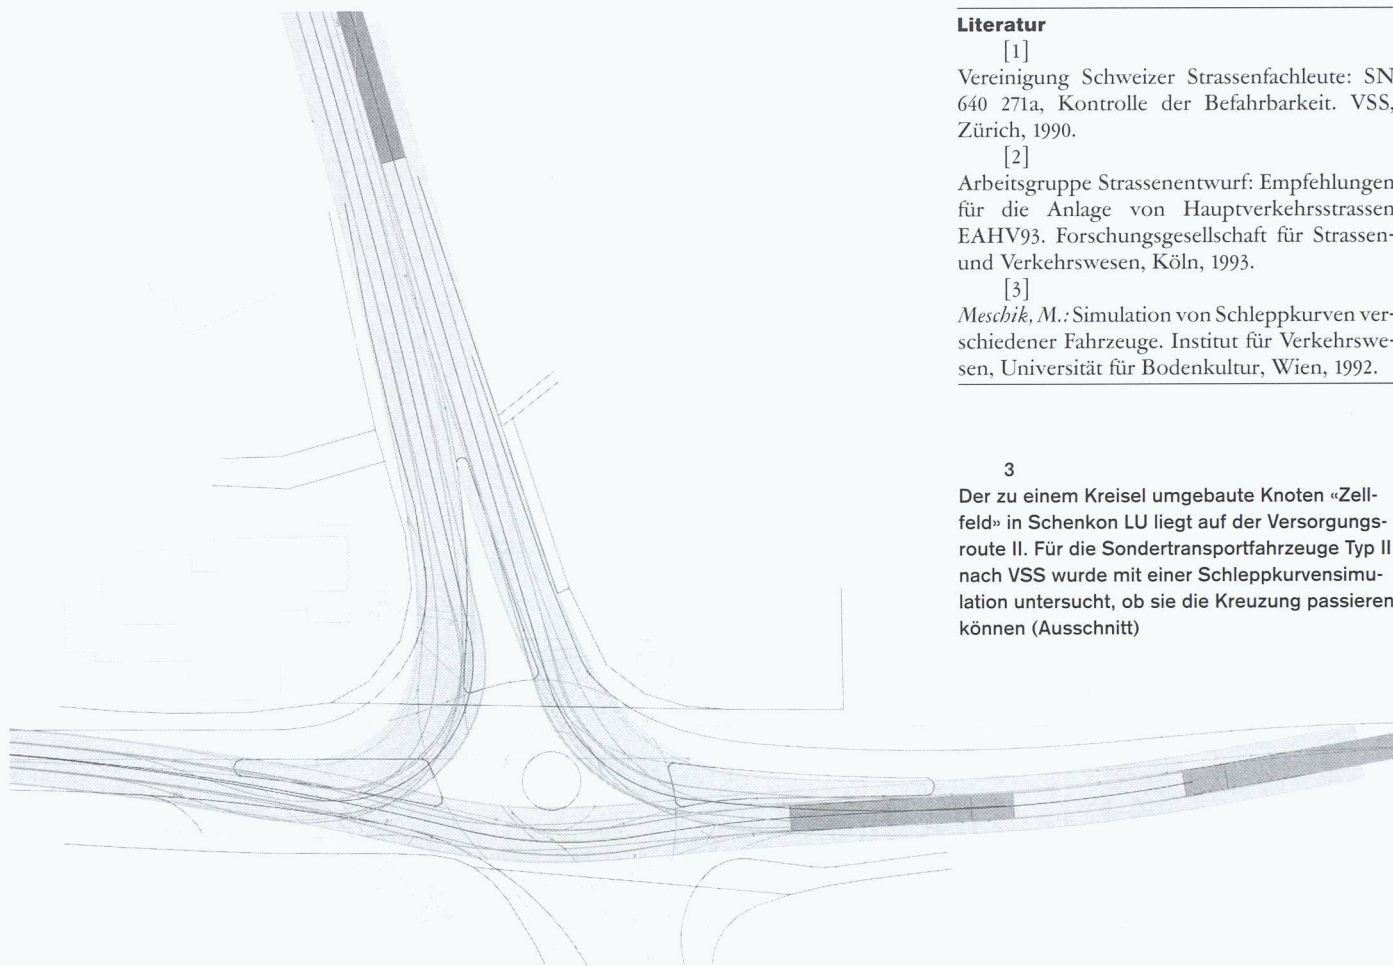 Literatur
[1]
Vereinigung Schweizer Strassenfachleute: SN
640 271a, Kontrolle der Befahrbarkeit. VSS,
Zürich, 1990.
[2]
Arbeitsgruppe Strassenentwurf: Empfehlungen
für die Anlage von Hauptverkehrsstrassen
EAHV93. Forschungsgesellschaft für Strassen-
und Verkehrswesen, Köln, 1993.
[3]
Meschik, M.: Simulation von Schleppkurven ver-
schiedener Fahrzeuge. Institut für Verkehrswe-
sen, Universität für Bodenkultur, Wien, 1992.
3
Der zu einem Kreisel umgebaute Knoten «Zell-
feld» in Schenkon LU liegt auf der Versorgungs-
route II. Für die Sondertransportfahrzeuge Typ II
nach VSS wurde mit einer Schleppkurvensimu-
lation untersucht, ob sie die Kreuzung passieren
können (Ausschnitt)